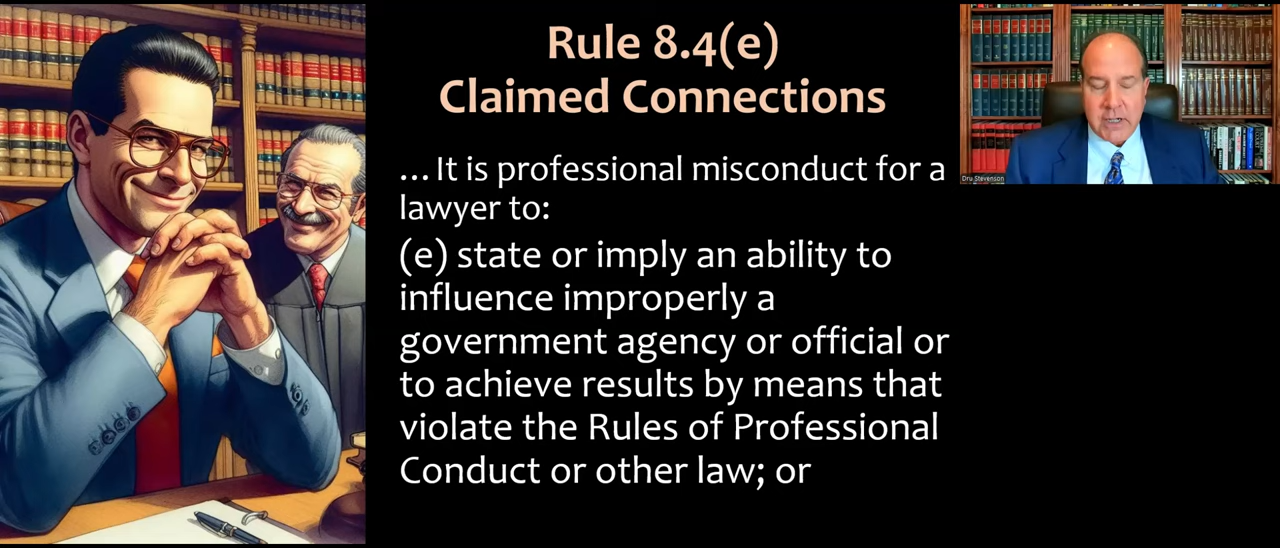 Rule 8.4(e)
Claimed Connections
...It is professional misconduct for a
lawyer to:
(e) state or imply an ability to
influence improperly a
government agency or official or
to achieve results by means that
violate the Rules of Professional
Conduct or other law; or
Dru Stevenson